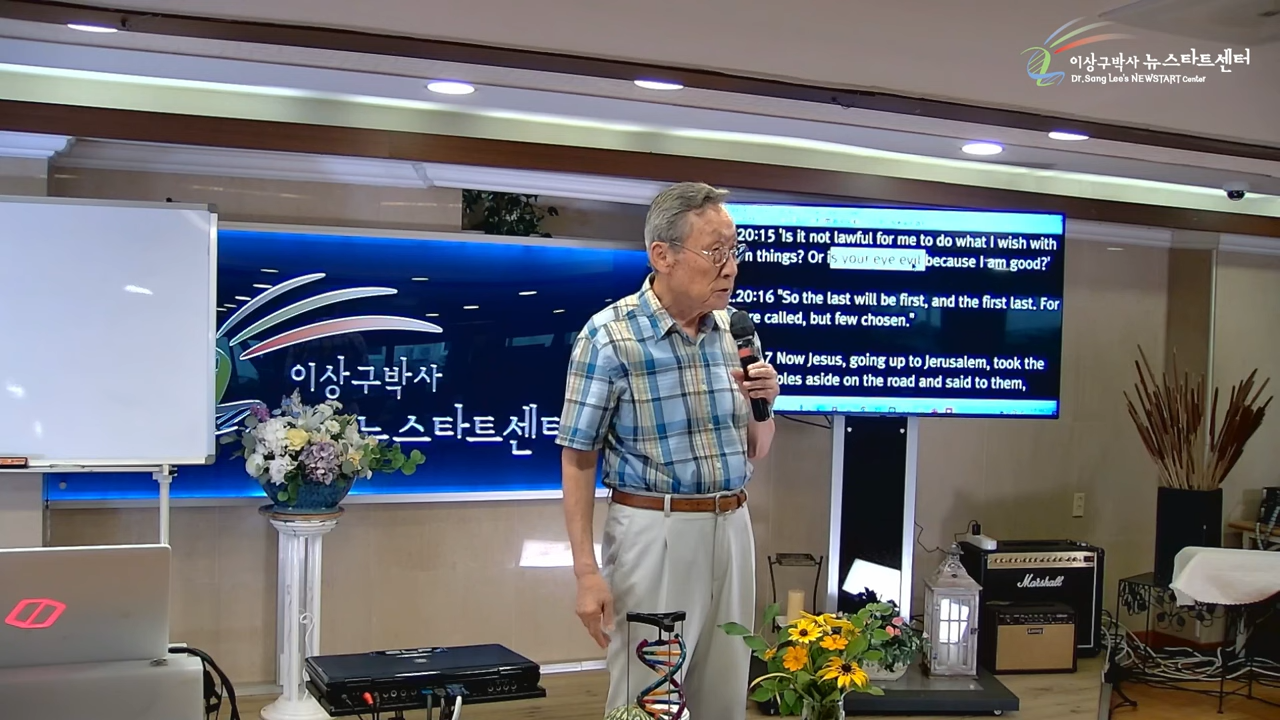 이상구박사 뉴스타트센터
Dr. Sang Lee's NEWSTART Center
20:15 'Is it not lawful for me to do what I wish with
n things? Or is your eye evil because I am good?'
20:16 "So the last will be first, and the first last. For
re called, but few chosen."
7 Now Jesus, going up to Jerusalem, took the
ples aside on the road and said to them,
이상구박사
뉴스타트센터
Marshall
Laney